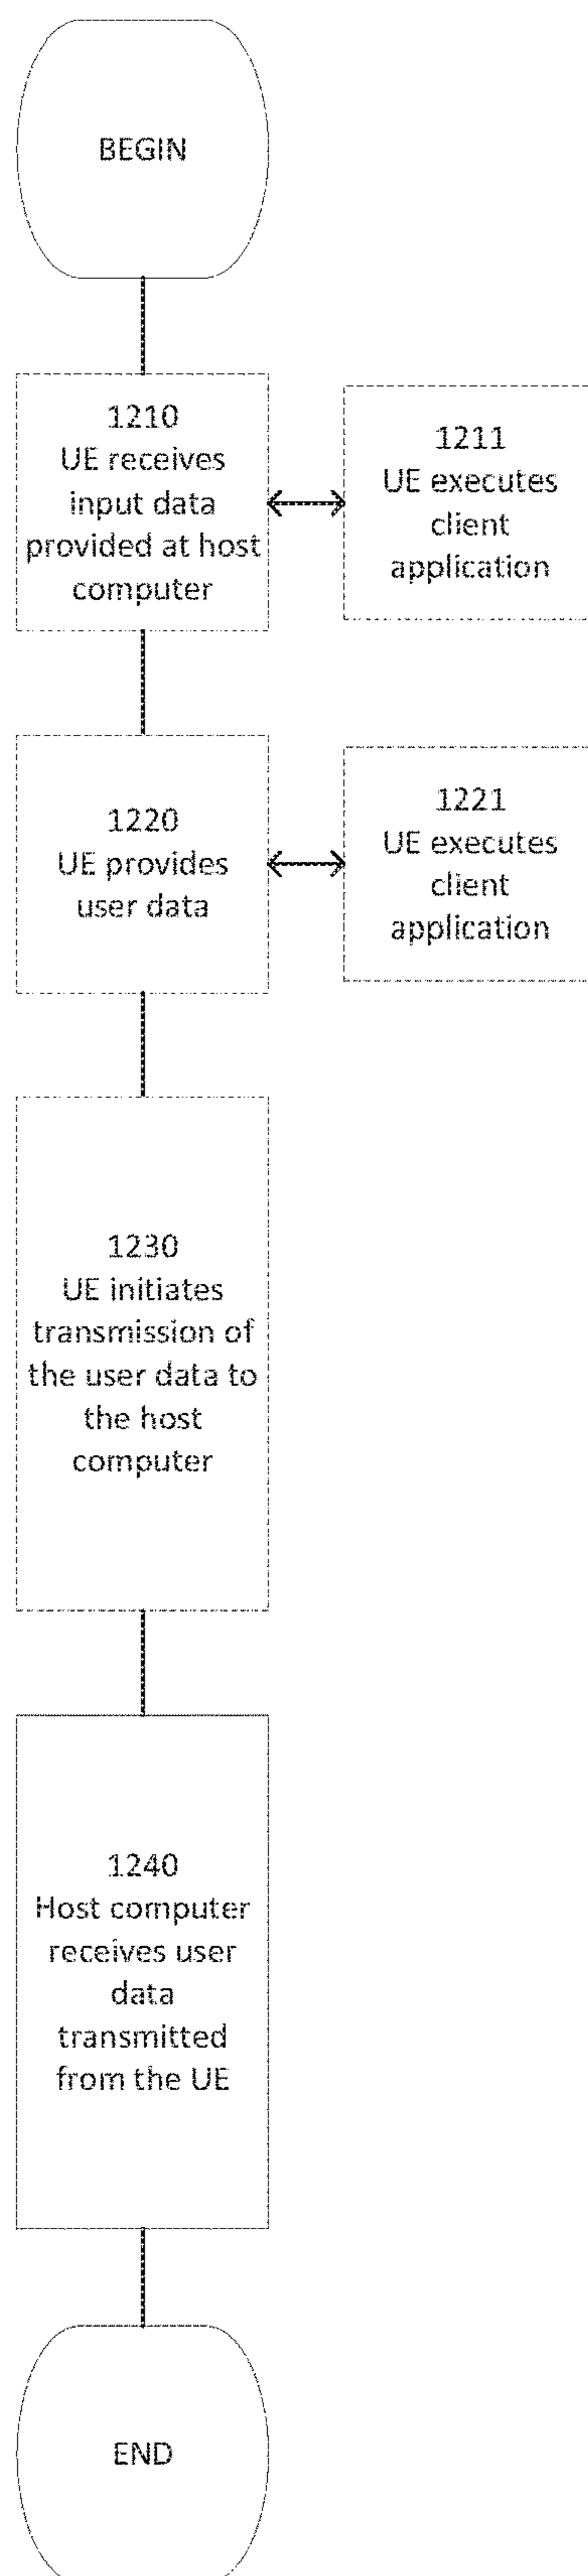 BEGIN
1210
UE receives
input data
provided at host
computer
1211
UE executes
client
application
1220
UE provides
user data
1221
UE executes
client
application
1230
UE initiates
transmission of
the user data to
the host
computer
1240
Host computer
receives user
data
transmitted
from the UE
END